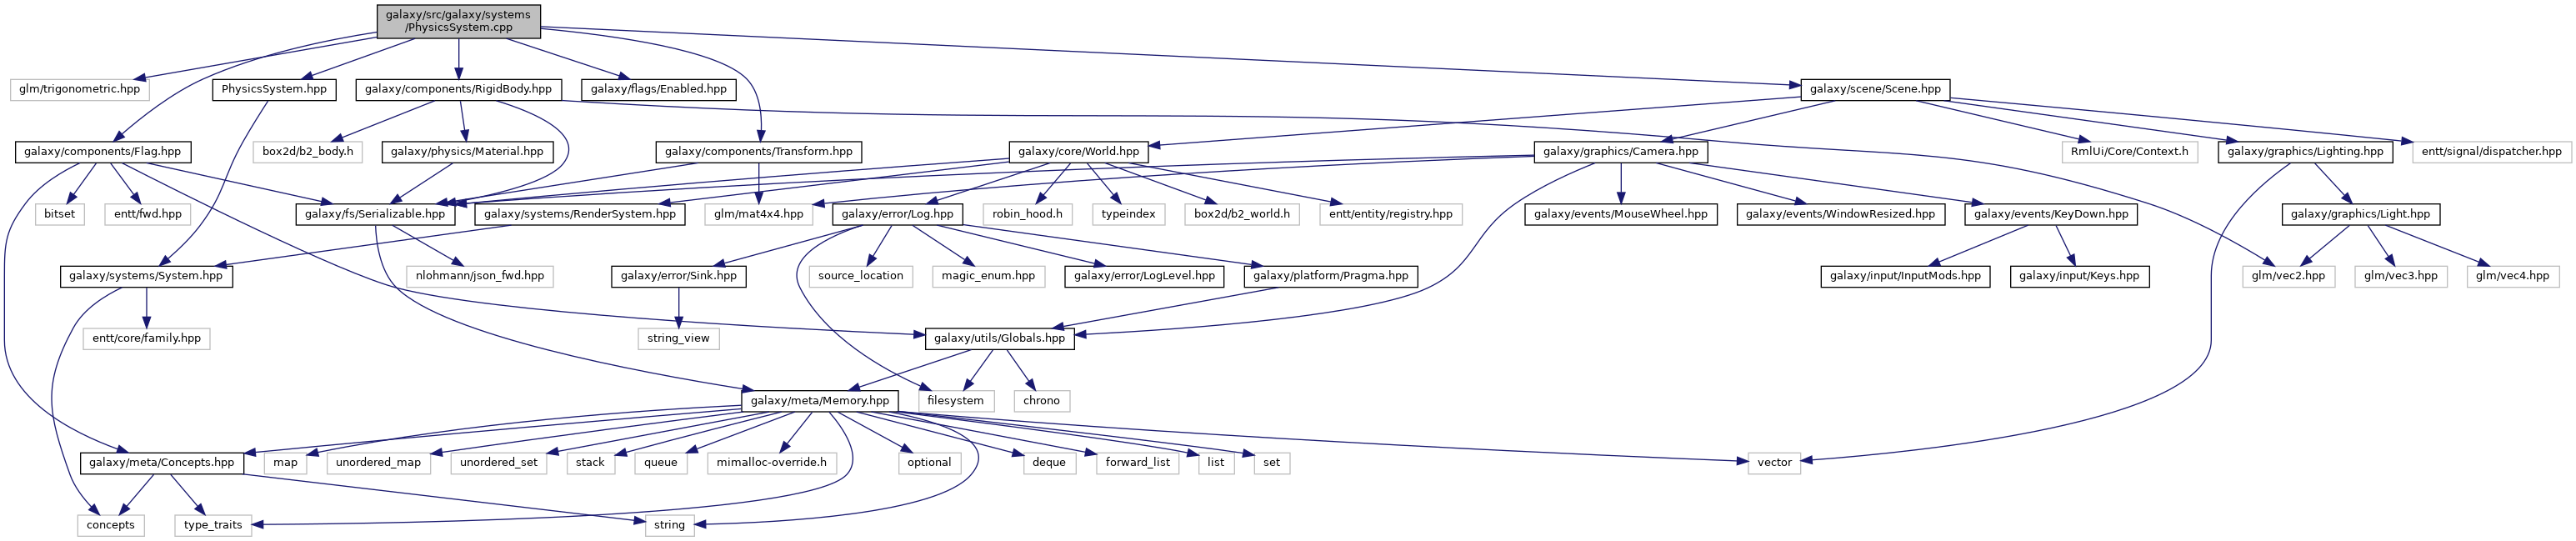 galaxy/src/galaxy/systems
/PhysicsSystem.cpp
glm/trigonometric.hpp
PhysicsSystem.hpp
galaxy/components/RigidBody.hpp
galaxy/flags/Enabled.hpp
galaxy/scene/Scene.hpp
galaxy/components/Flag.hpp
box2d/b2_body.h
galaxy/physics/Material.hpp
galaxy/components/Transform.hpp
galaxy/core/World.hpp
galaxy/graphics/Camera.hpp
RmlUi/Core/Context.h
galaxy/graphics/Lighting.hpp
entt/signal/dispatcher.hpp
bitset
entt/fwd.hpp
galaxy/fs/Serializable.hpp
galaxy/systems/RenderSystem.hpp
glm/mat4x4.hpp
galaxy/error/Log.hpp
robin_hood.h
typeindex
box2d/b2_world.h
entt/entity/registry.hpp
galaxy/events/MouseWheel.hpp
galaxy/events/WindowResized.hpp
galaxy/events/KeyDown.hpp
galaxy/graphics/Light.hpp
galaxy/systems/System.hpp
nlohmann/json_fwd.hpp
galaxy/error/Sink.hpp
source_location
magic_enum.hpp
galaxy/error/LogLevel.hpp
galaxy/platform/Pragma.hpp
galaxy/input/InputMods.hpp
galaxy/input/Keys.hpp
glm/vec2.hpp
glm/vec3.hpp
glm/vec4.hpp
entt/core/family.hpp
string_view
galaxy/utils/Globals.hpp
galaxy/meta/Memory.hpp
filesystem
chrono
galaxy/meta/Concepts.hpp
map
unordered_map
unordered_set
stack
queue
mimalloc-override.h
optional
deque
forward_list
list
set
vector
concepts
type_traits
string